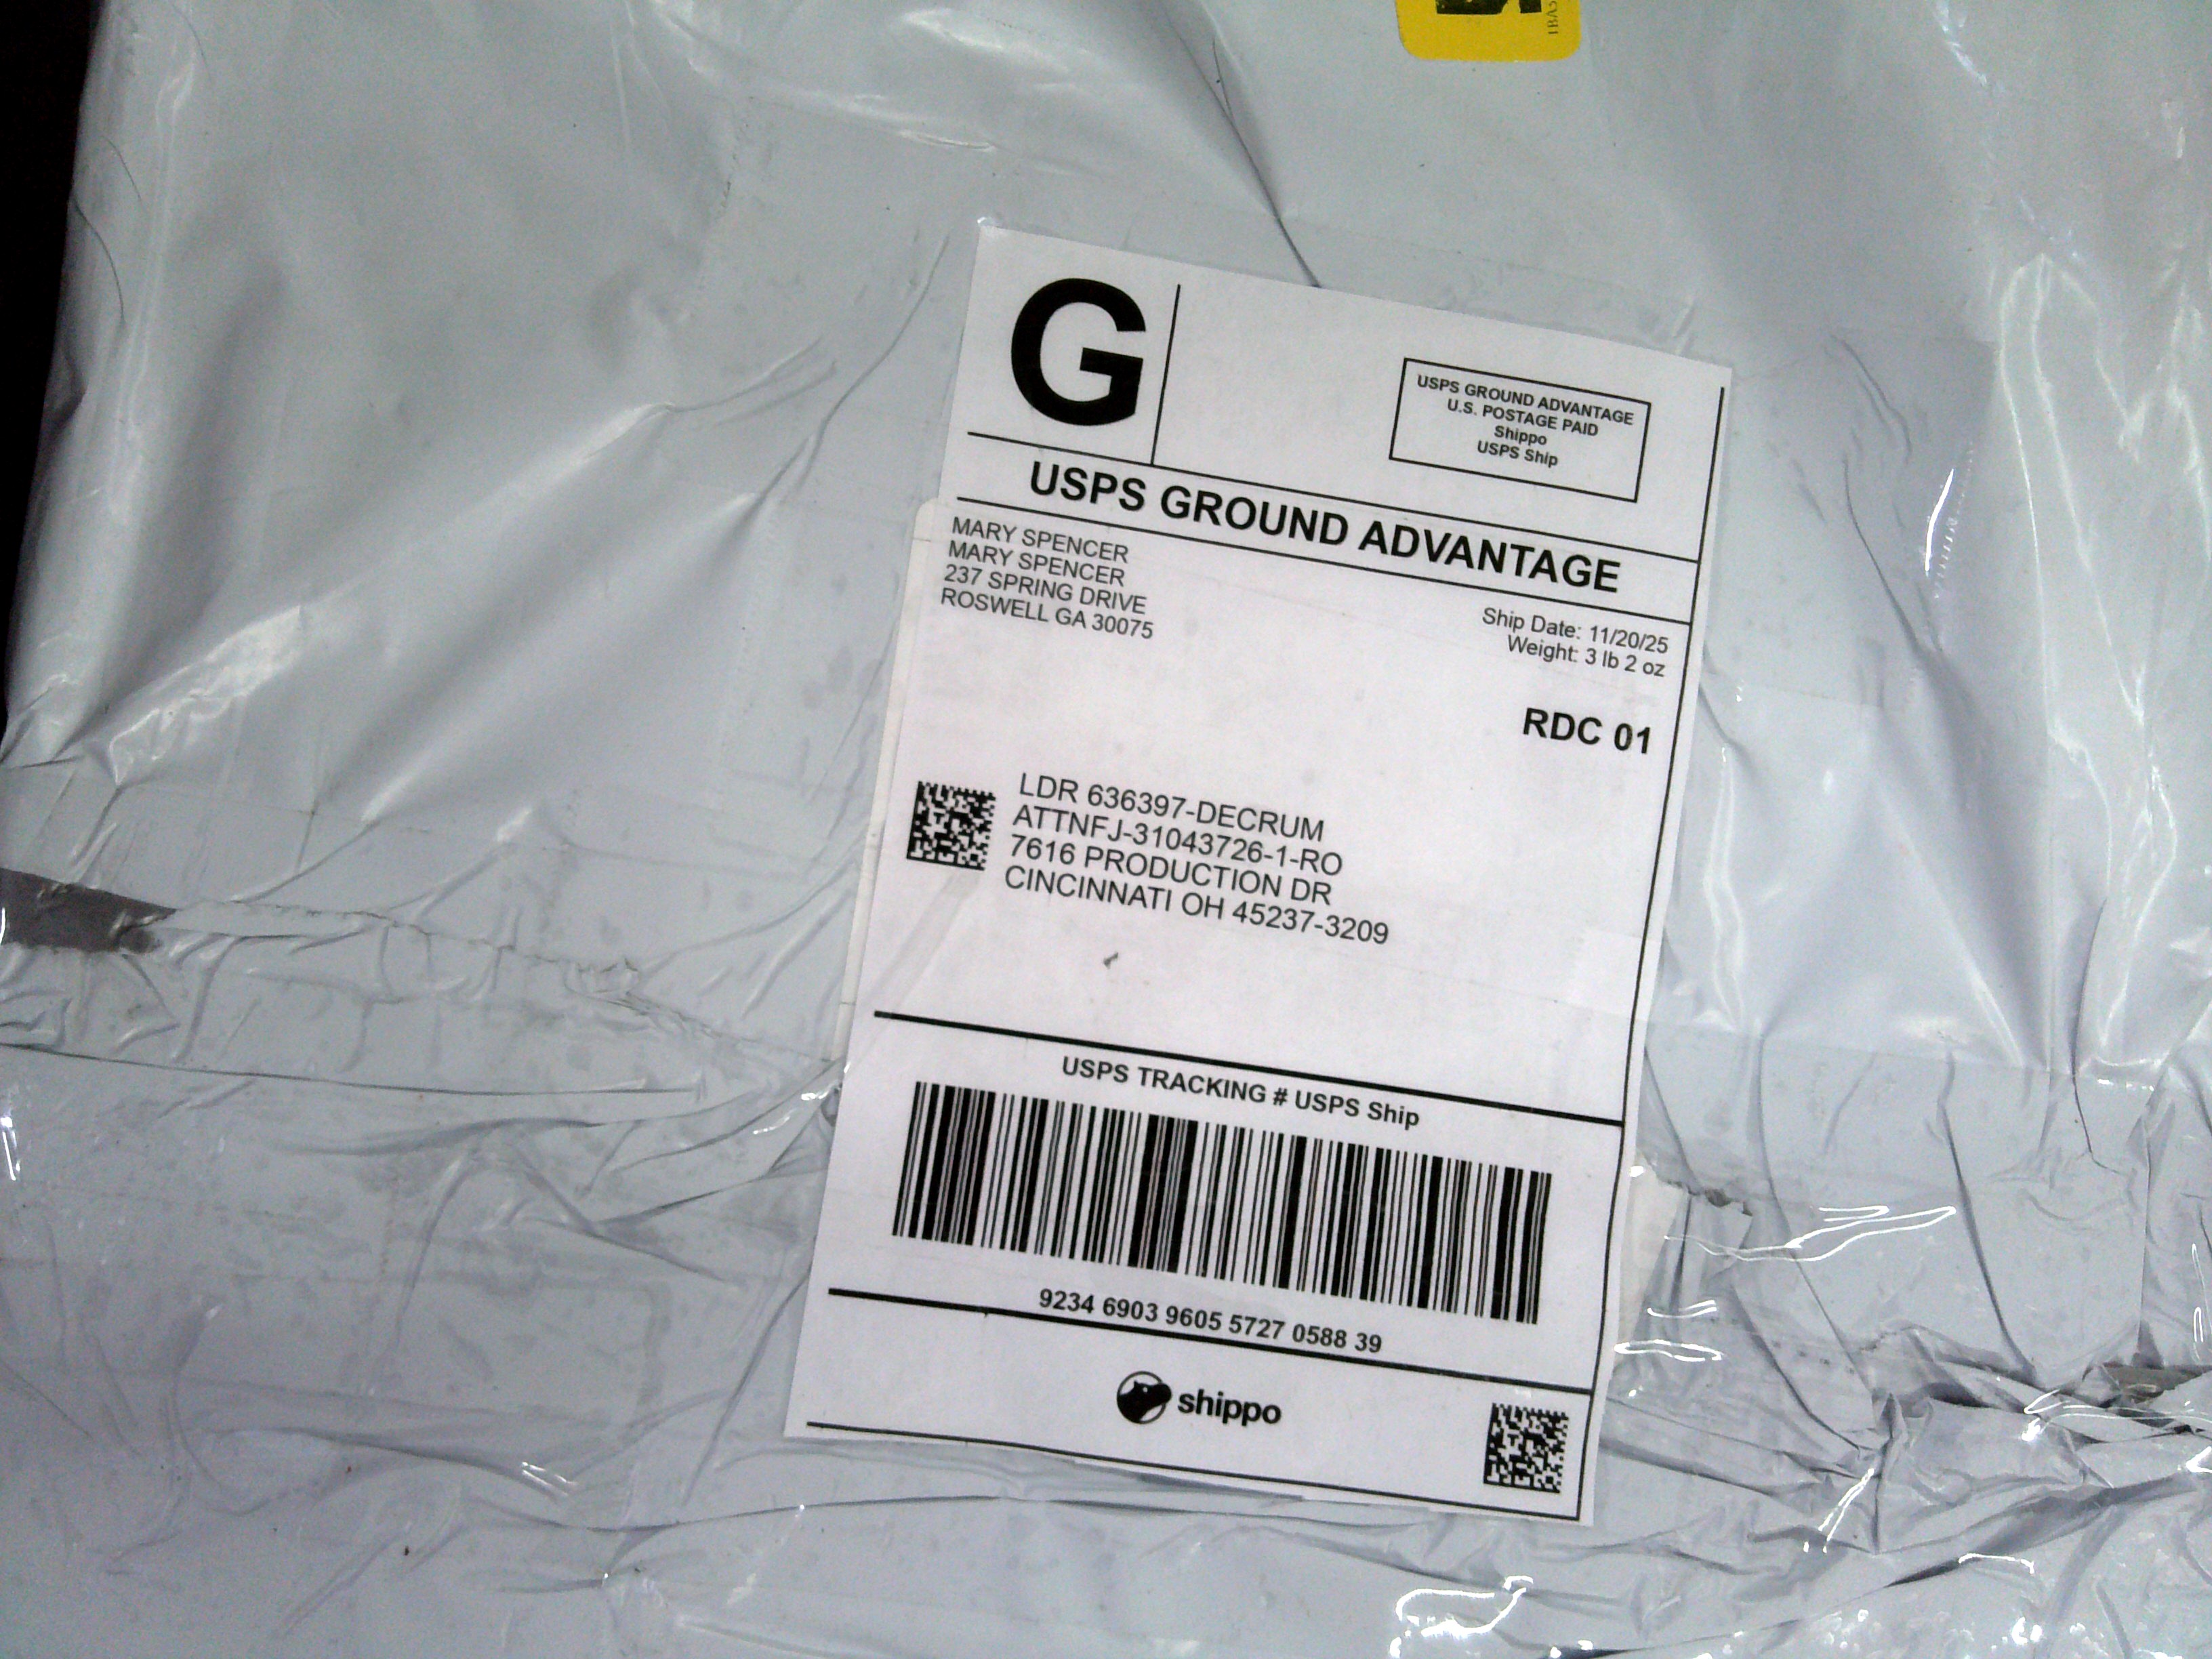 G
USPS GROUND ADVANTAGE
U.S. POSTAGE PAID
Shippo
USPS Ship
USPS GROUND ADVANTAGE
MARY SPENCER
MARY SPENCER
237 SPRING DRIVE
ROSWELL GA 30075
Ship Date: 11/20/25
Weight: 3 lb 2 oz
RDC 01
LDR 636397-DECRUM
ATTNFJ-31043726-1-RO
7616 PRODUCTION DR
CINCINNATI OH 45237-3209
USPS TRACKING # USPS Ship
9234 6903 9605 5727 0588 39
shippo